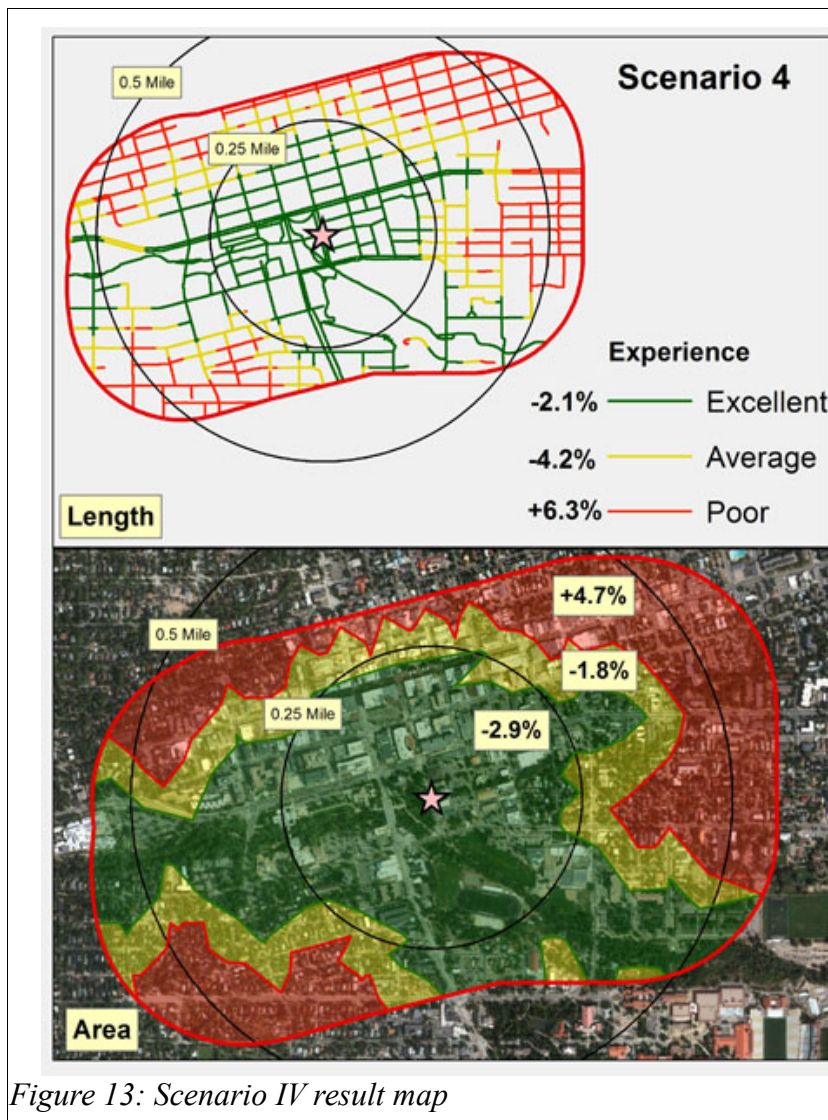 Scenario 4
0.5 Mile
0.25 Mile
Experience
-2.1% Excellent
-4.2% Average
+6.3% Poor
Length
+4.7%
0.5 Mile
-1.8%
0.25 Mile
-2.9%
Area
Figure 13: Scenario IV result map